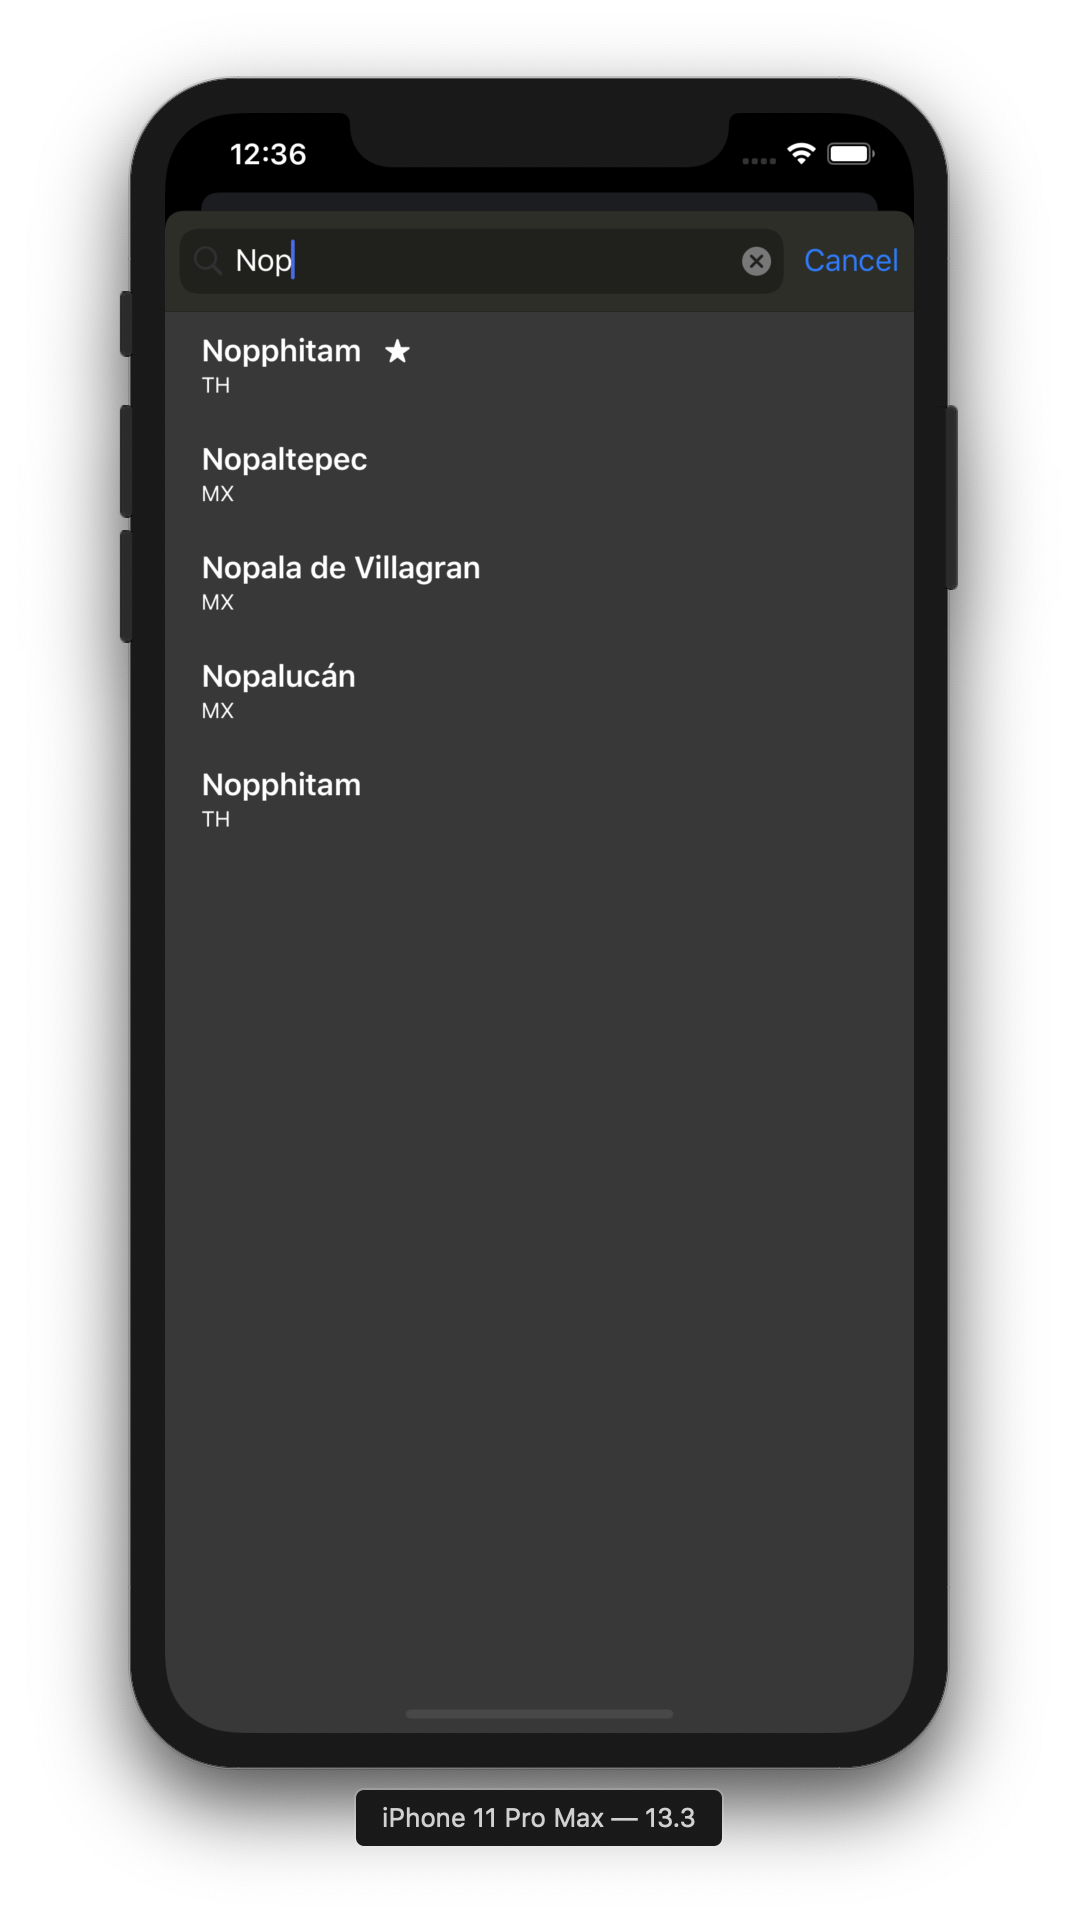 12:36
Nop
Cancel
Nopphitam ★
TH
Nopaltepec
MX
Nopala de Villagran
MX
Nopalucán
MX
Nopphitam
TH
iPhone 11 Pro Max — 13.3